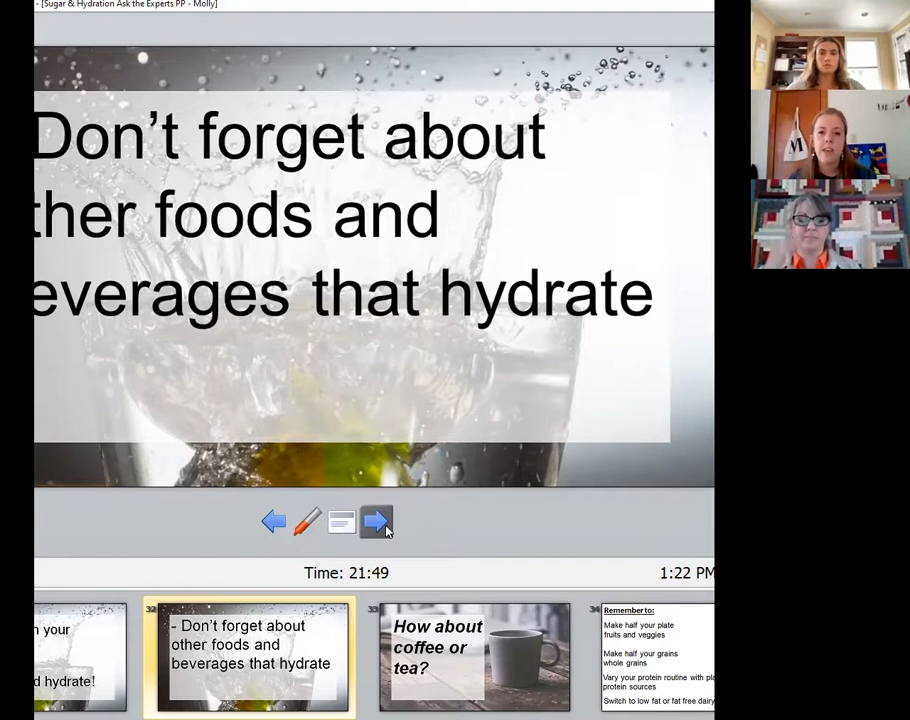 - [Sugar & Hydration Ask the Experts PP - Molly]
Don't forget about
ther foods and
everages that hydrate
Time: 21:49
1:22 PM
n your
d hydrate!
32
- Don't forget about
other foods and
beverages that hydrate
33
How about
coffee or
tea?
34
Remember to:
Make half your plate
fruits and veggies
Make half your grains
whole grains
Vary your protein routine with pla
protein sources
Switch to low fat or fat free dairy
M